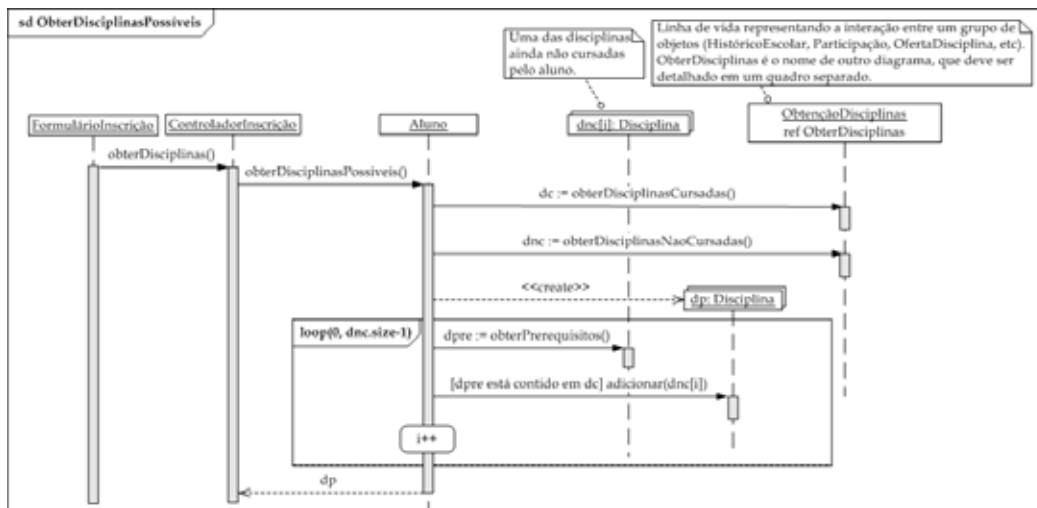 sd ObterDisciplinasPossíveis
Uma das disciplinas
ainda não cursadas
pelo aluno.
Linha de vida representando a interação entre um grupo de
objetos (HistóricoEscolar, Participação, OfertaDisciplina, etc).
ObterDisciplinas é o nome de outro diagrama, que deve ser
detalhado em um quadro separado.
FormulárioInscrição
ControladorInscrição
Aluno
dnc[i]: Disciplina
ObtençãoDisciplinas
ref ObterDisciplinas
obterDisciplinas()
obterDisciplinasPossiveis()
dc := obterDisciplinasCursadas()
dnc := obterDisciplinasNaoCursadas()
<<create>>
dp: Disciplina
loop(0, dnc.size-1)
dpre := obterPrerequisitos()
[dpre está contido em dc] adicionar(dnc[i])
i++
dp